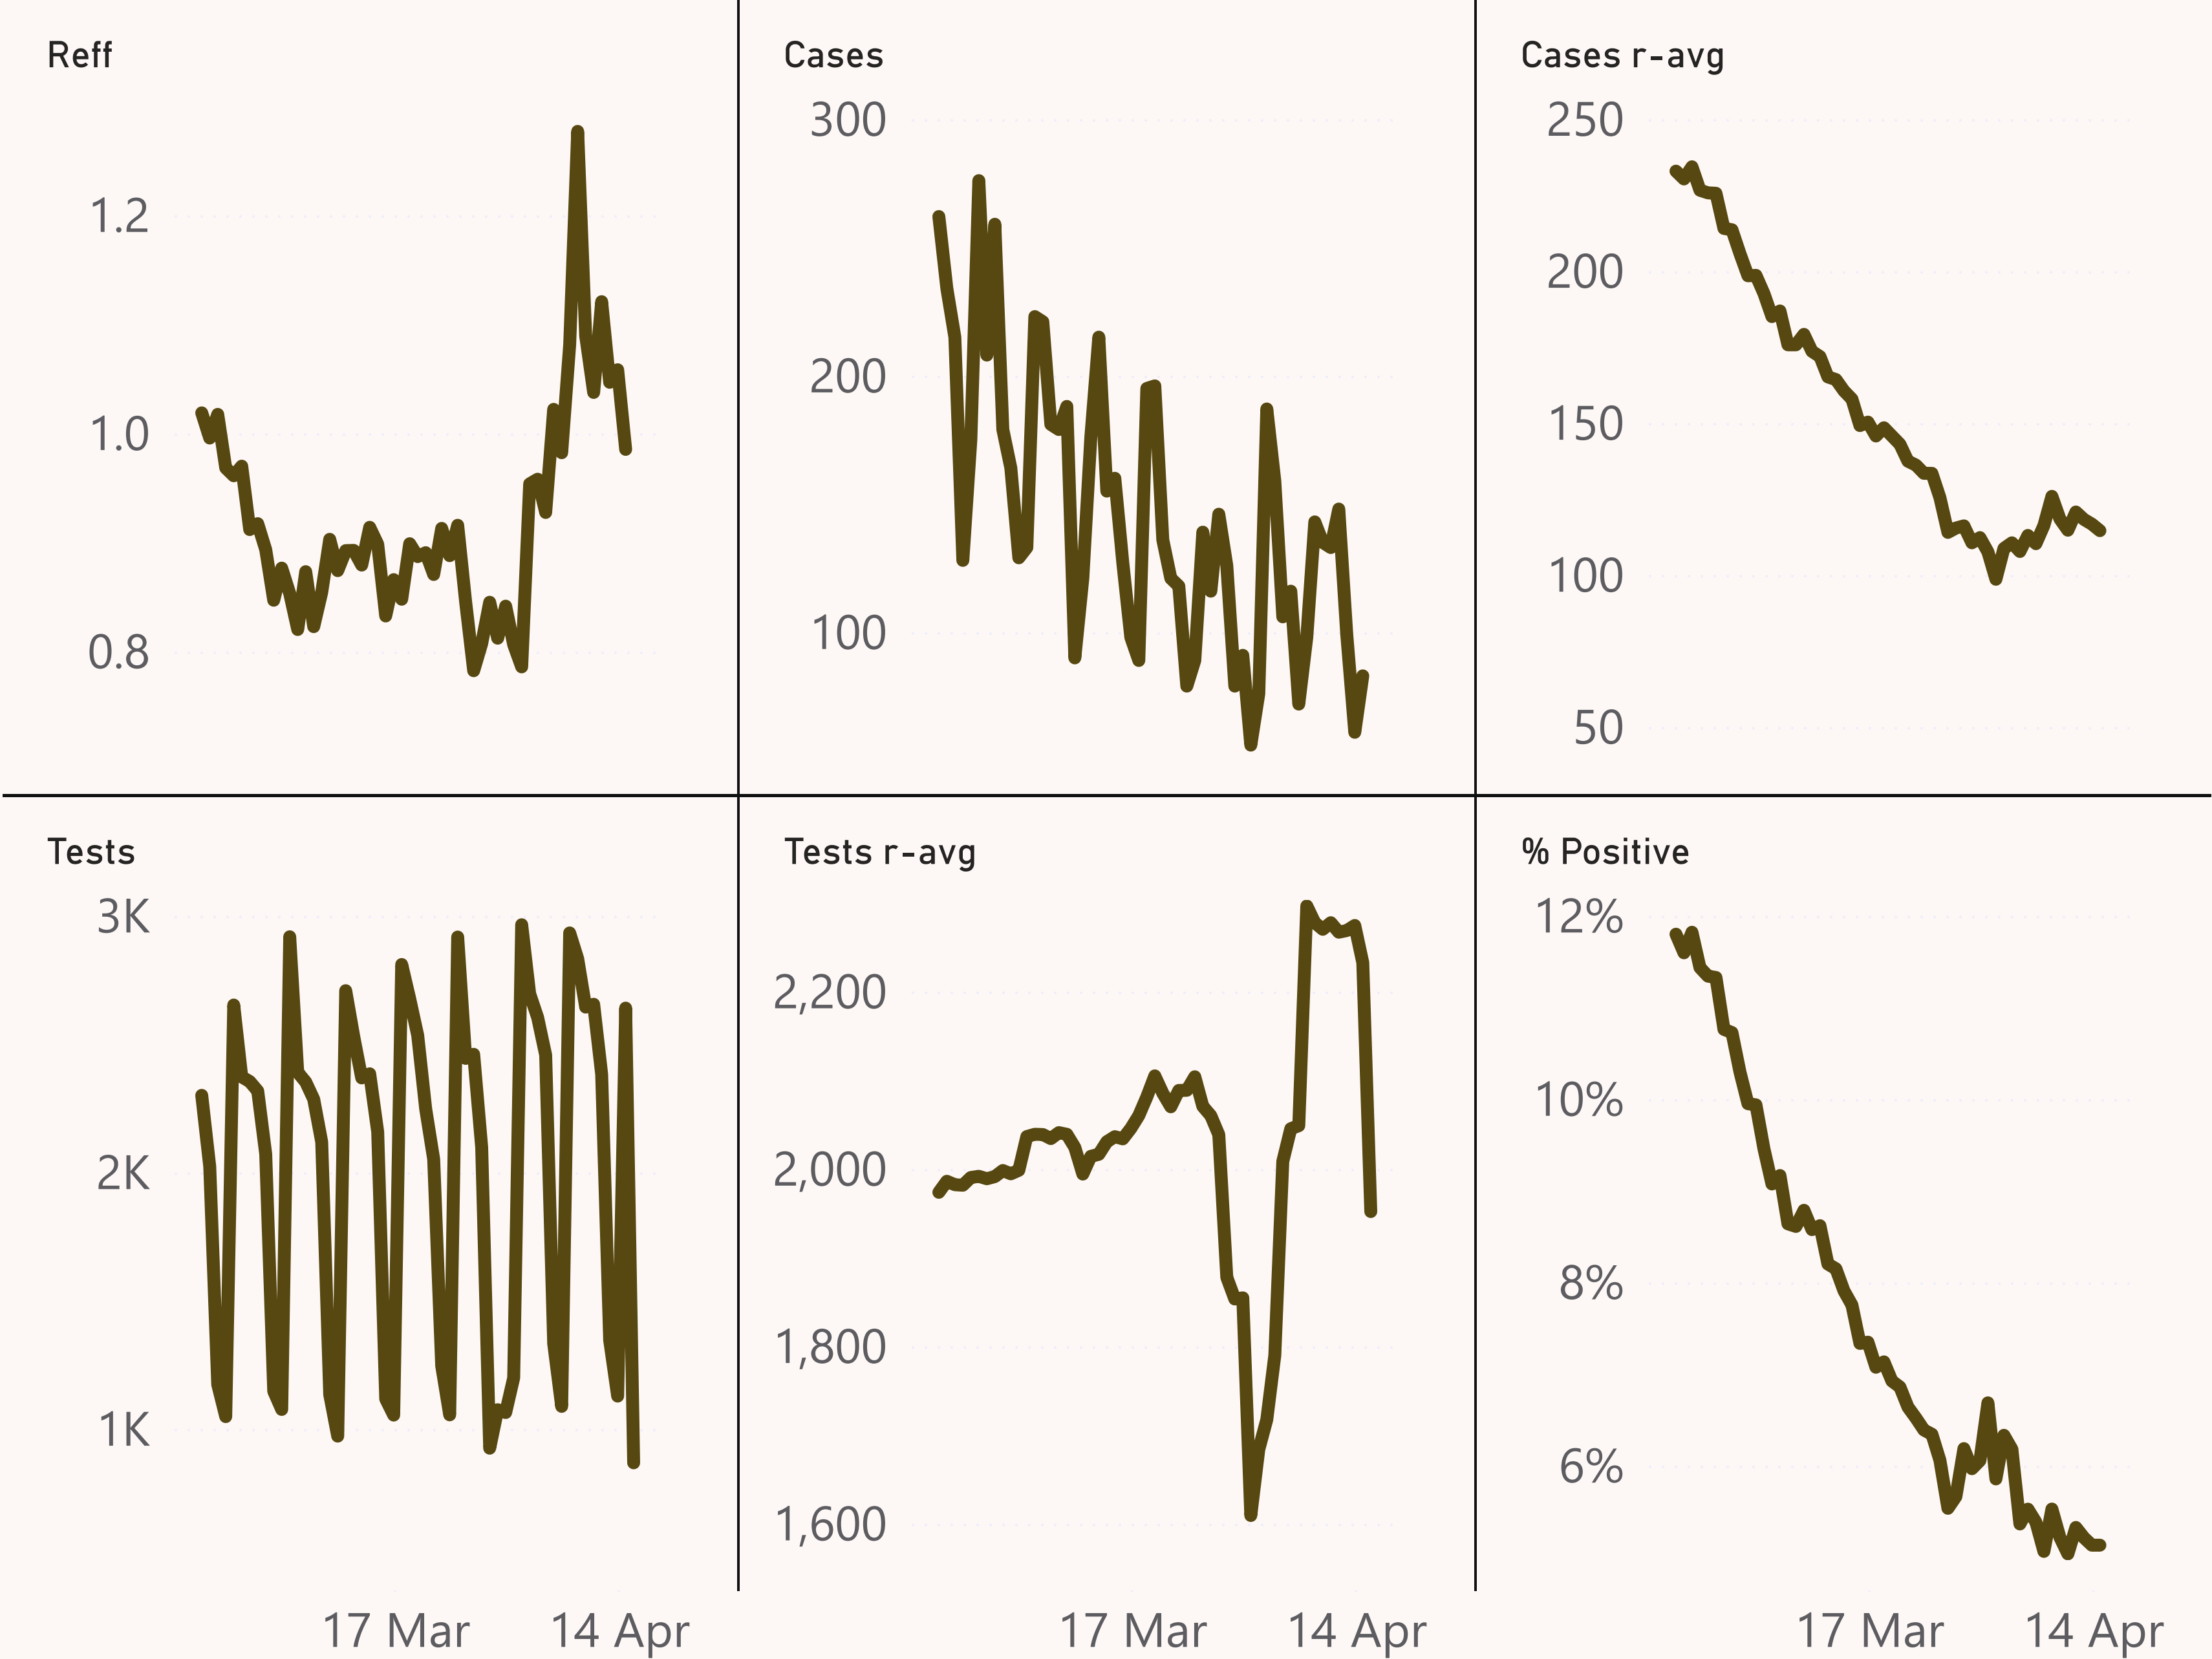 Reff
1.2
1.0
0.8
Cases
300
200
100
Cases r-avg
250
200
150
100
50
Tests
3K
2K
1K
17 Mar
14 Apr
Tests r-avg
2,200
2,000
1,800
1,600
17 Mar
14 Apr
% Positive
12%
10%
8%
6%
17 Mar
14 Apr